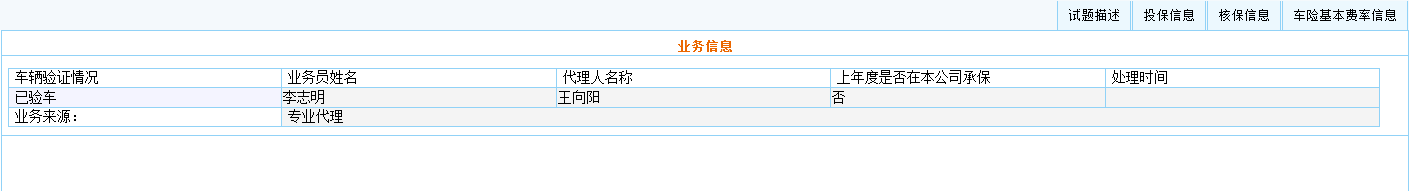 试题描述 投保信息 核保信息 车险基本费率信息
业务信息
车辆验证情况 业务员姓名 代理人名称 上年度是否在本公司承保 处理时间
已验车 李志明 王向阳 否
业务来源： 专业代理